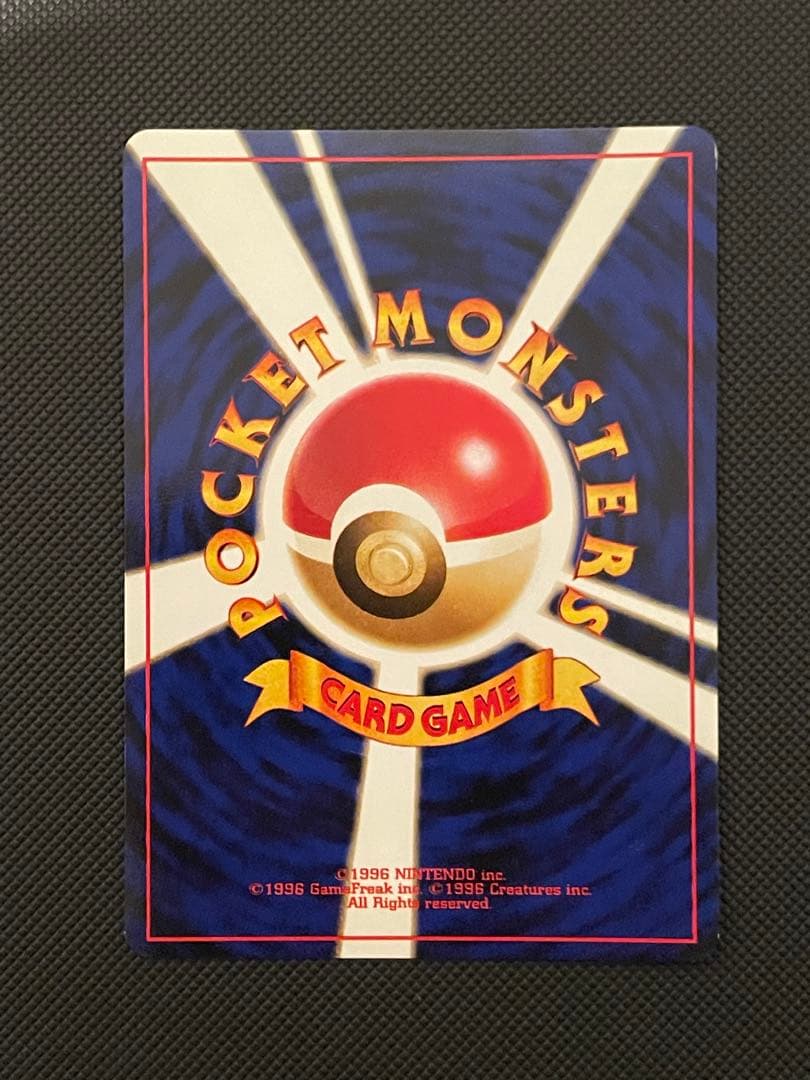 POCKET MONSTERS
CARD GAME
©1996 NINTENDO inc.
©1996 GameFreak inc. ©1996 Creatures inc.
All Rights reserved.